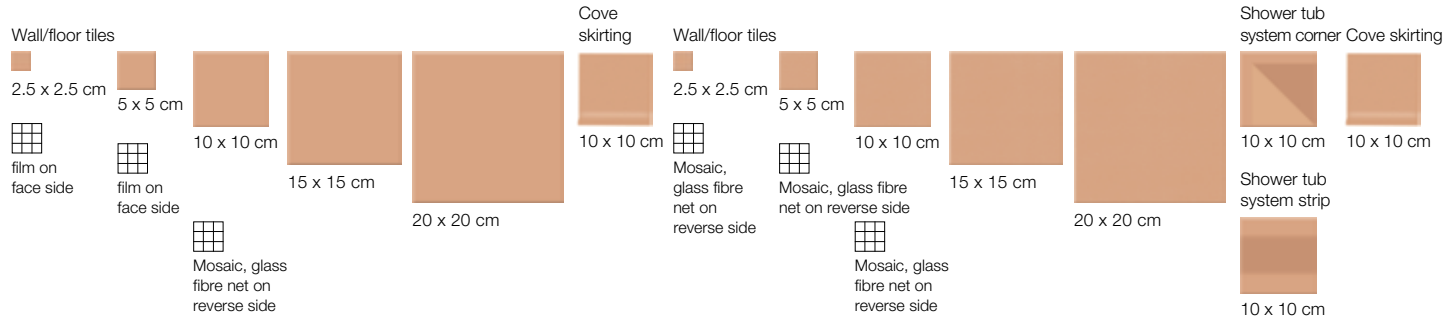 Wall/floor tiles
2.5 x 2.5 cm
film on
face side
5 x 5 cm
film on
face side
10 x 10 cm
Mosaic, glass
fibre net on
reverse side
15 x 15 cm
20 x 20 cm
Cove
skirting
10 x 10 cm
Wall/floor tiles
2.5 x 2.5 cm
Mosaic,
glass fibre
net on
reverse side
5 x 5 cm
Mosaic, glass fibre
net on reverse side
10 x 10 cm
Mosaic, glass
fibre net on
reverse side
15 x 15 cm
20 x 20 cm
Shower tub
system corner
10 x 10 cm
Shower tub
system strip
10 x 10 cm
Cove skirting
10 x 10 cm